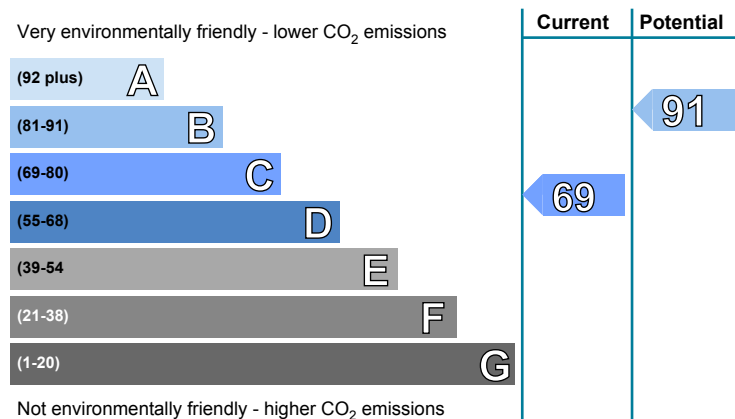 Very environmentally friendly - lower CO2 emissions
Current
Potential
(92 plus) A
(81-91) B
(69-80) C
(55-68) D
(39-54 E
(21-38) F
(1-20) G
91
69
Not environmentally friendly - higher CO2 emissions